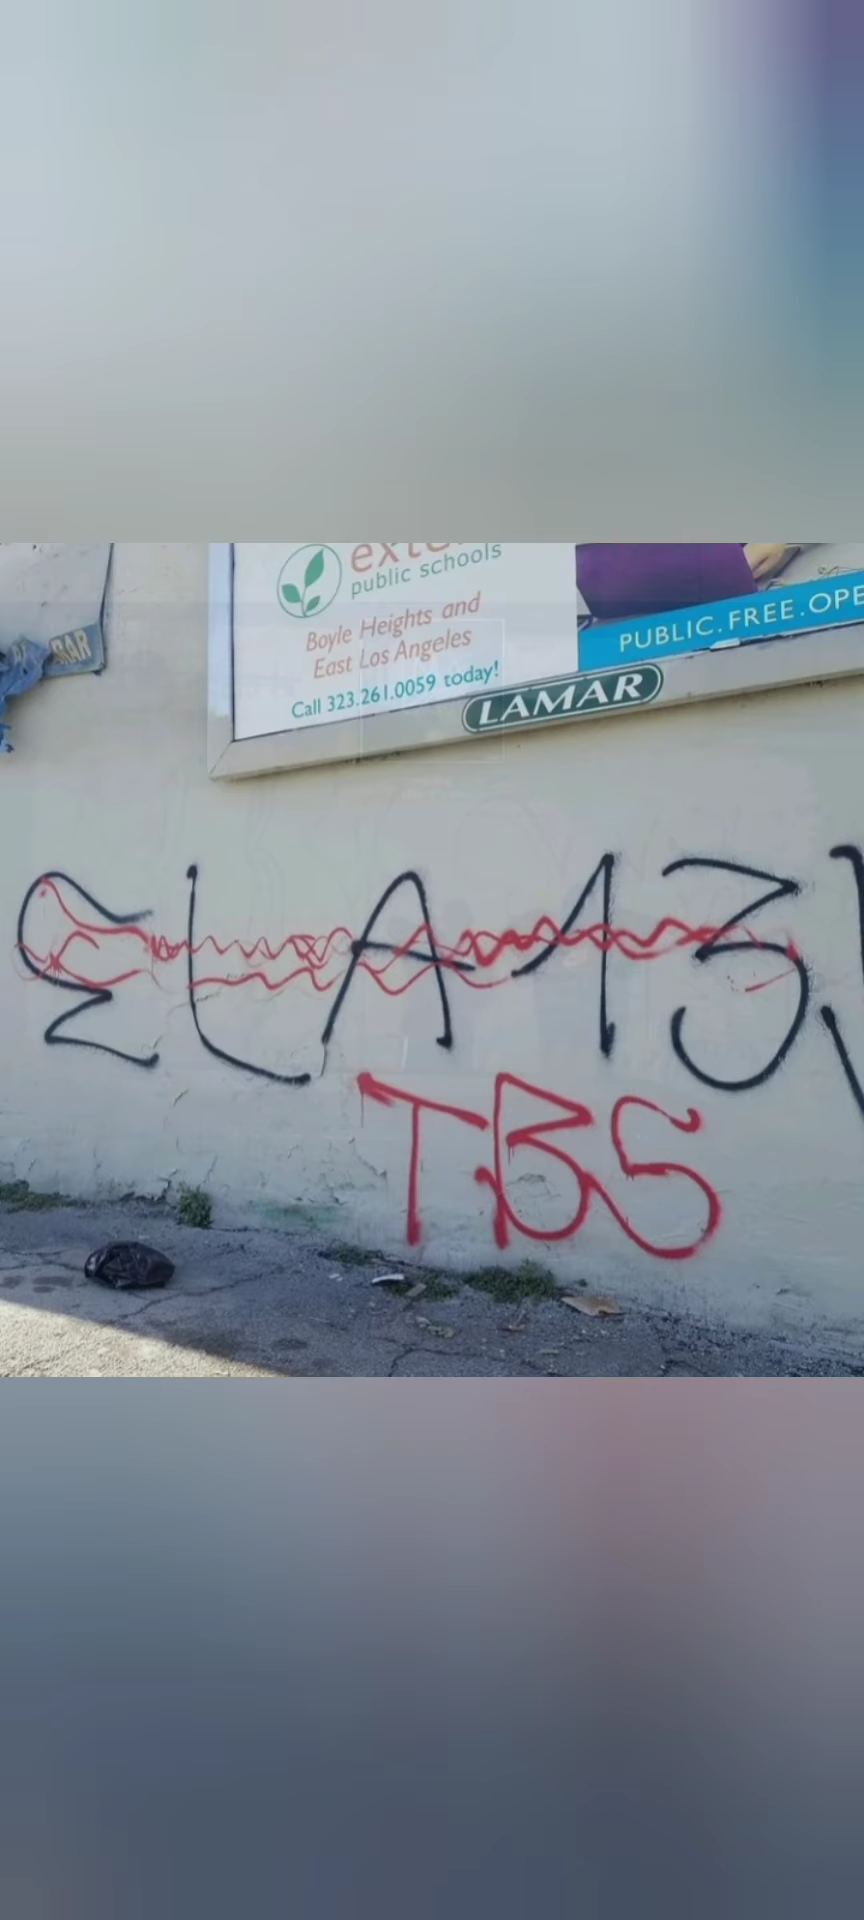 public schools
Boyle Heights and
East Los Angeles
Call 323.261.0059 today!
PUBLIC.FREE.OPE
LAMAR
BAR
ELA13
TBS